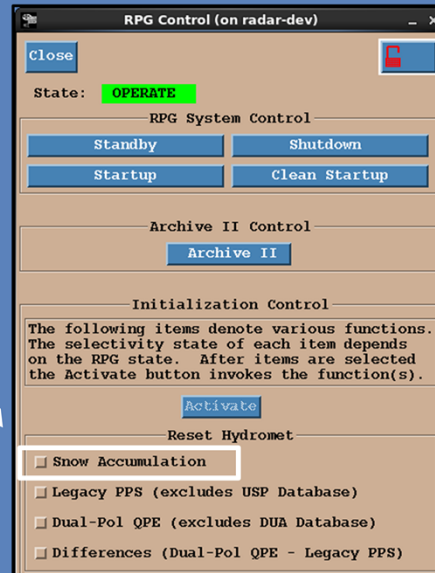 RPG Control (on radar-dev)
Close
State: OPERATE
RPG System Control
Standby Shutdown
Startup Clean Startup
Archive II Control
Archive II
Initialization Control
The following items denote various functions.
The selectivity state of each item depends
on the RPG state. After items are selected
the Activate button invokes the function(s).
Activate
Reset Hydromet
Snow Accumulation
Legacy PPS (excludes USP Database)
Dual-Pol QPE (excludes DUA Database)
Differences (Dual-Pol QPE - Legacy PPS)